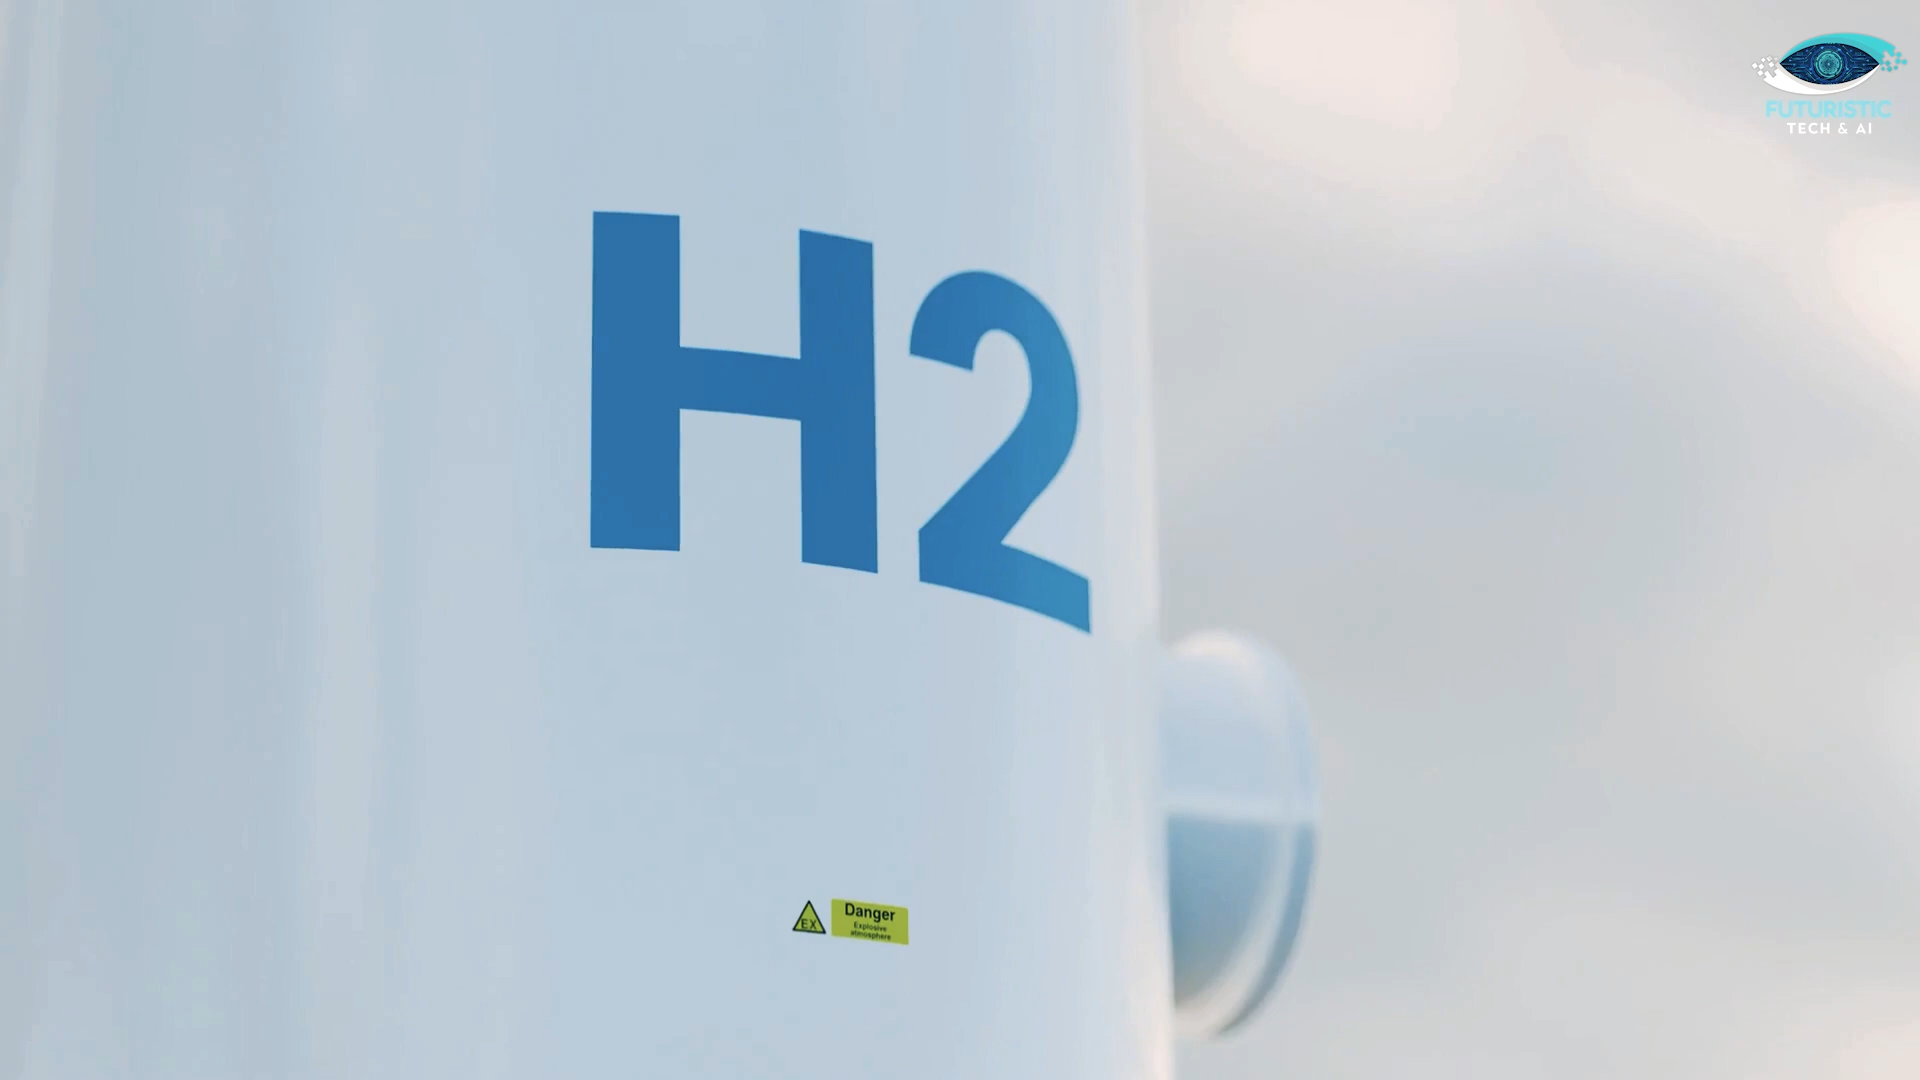 FUTURISTIC
TECH & AI
H2
EX
Danger
Explosive
atmosphere